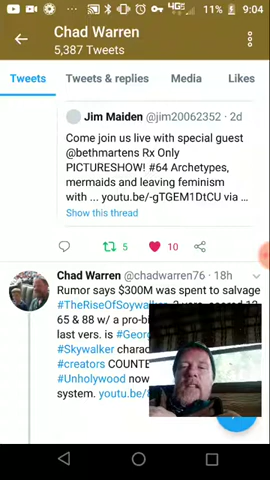 11% 9:04
Chad Warren
5,387 Tweets
Tweets Tweets & replies Media Likes
Jim Maiden @jim20062352 · 2d
Come join us live with special guest
@bethmartens Rx Only
PICTURESHOW! #64 Archetypes,
mermaids and leaving feminism
with ... youtu.be/-gTGEM1DtCU via ...
Show this thread
5 10
Chad Warren @chadwarren76 · 18h
Rumor says $300M was spent to salvage
65 & 88 w/ a pro-bi
last vers. is #Georg
#Skywalker charac
#creators COUNTE
#Unholywood now
system. youtu.be/